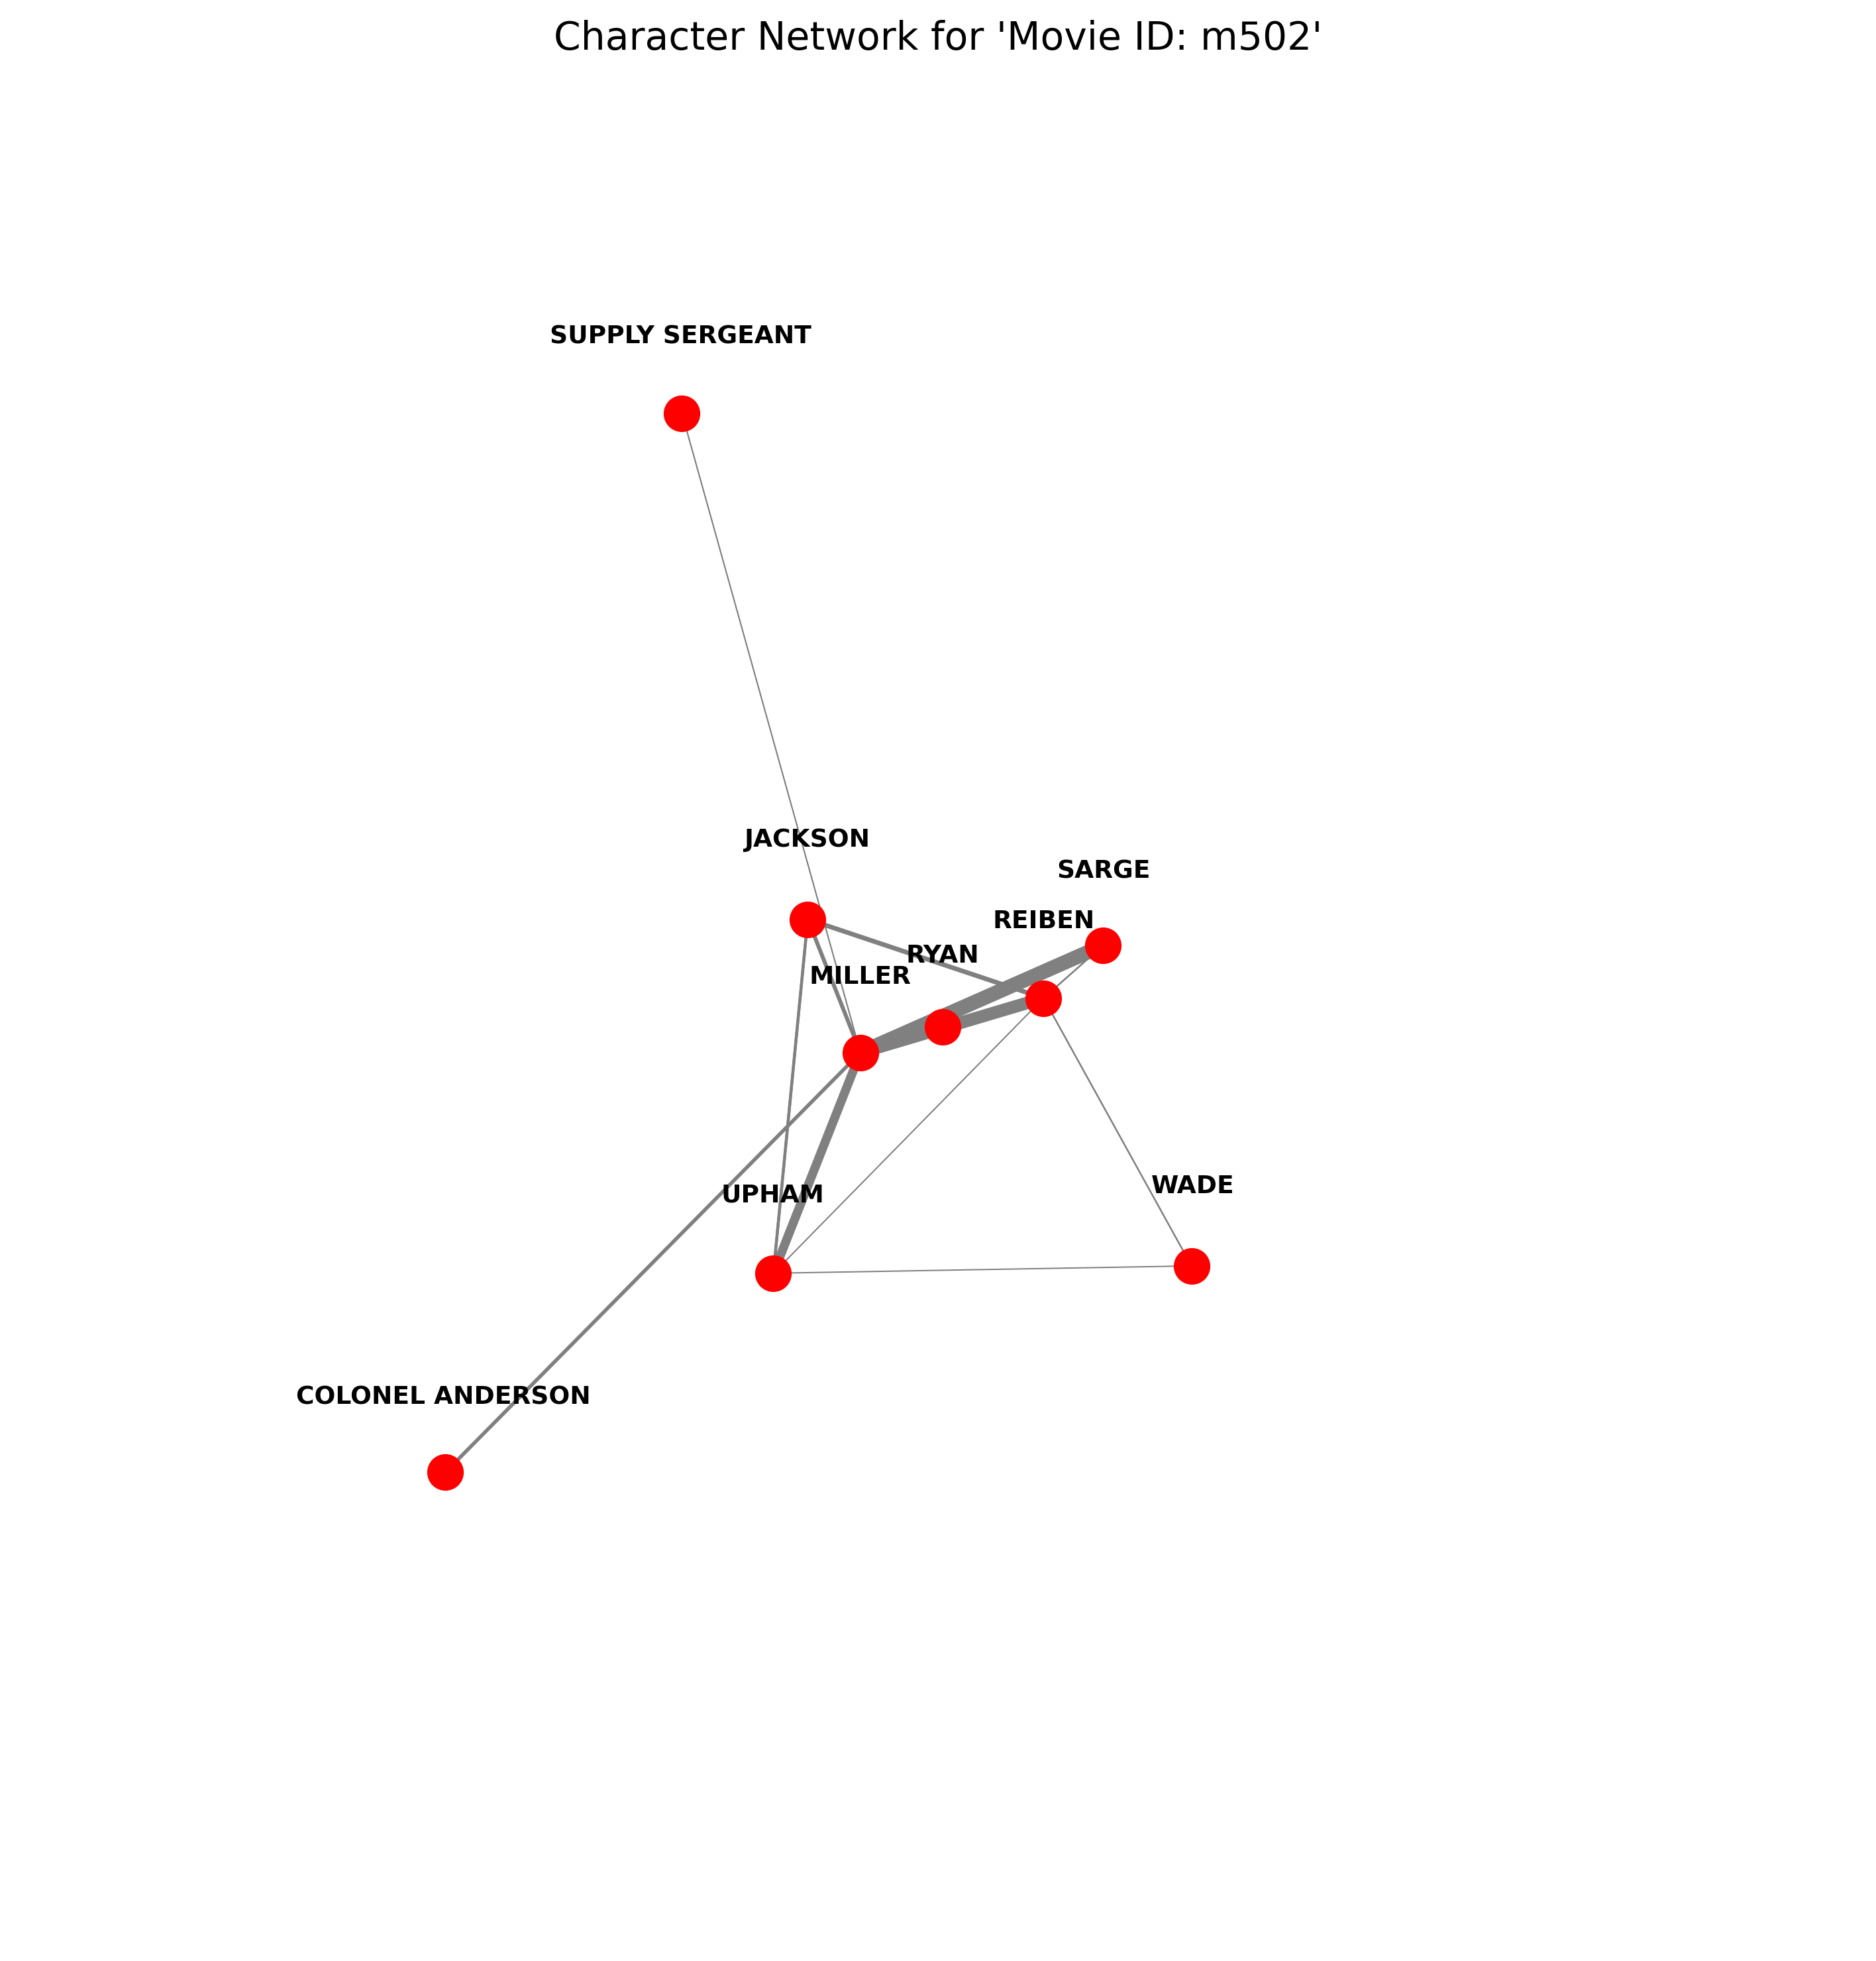 Character Network for 'Movie ID: m502'
SUPPLY SERGEANT
JACKSON
SARGE
REIBEN
RYAN
MILLER
WADE
UPHAM
COLONEL ANDERSON